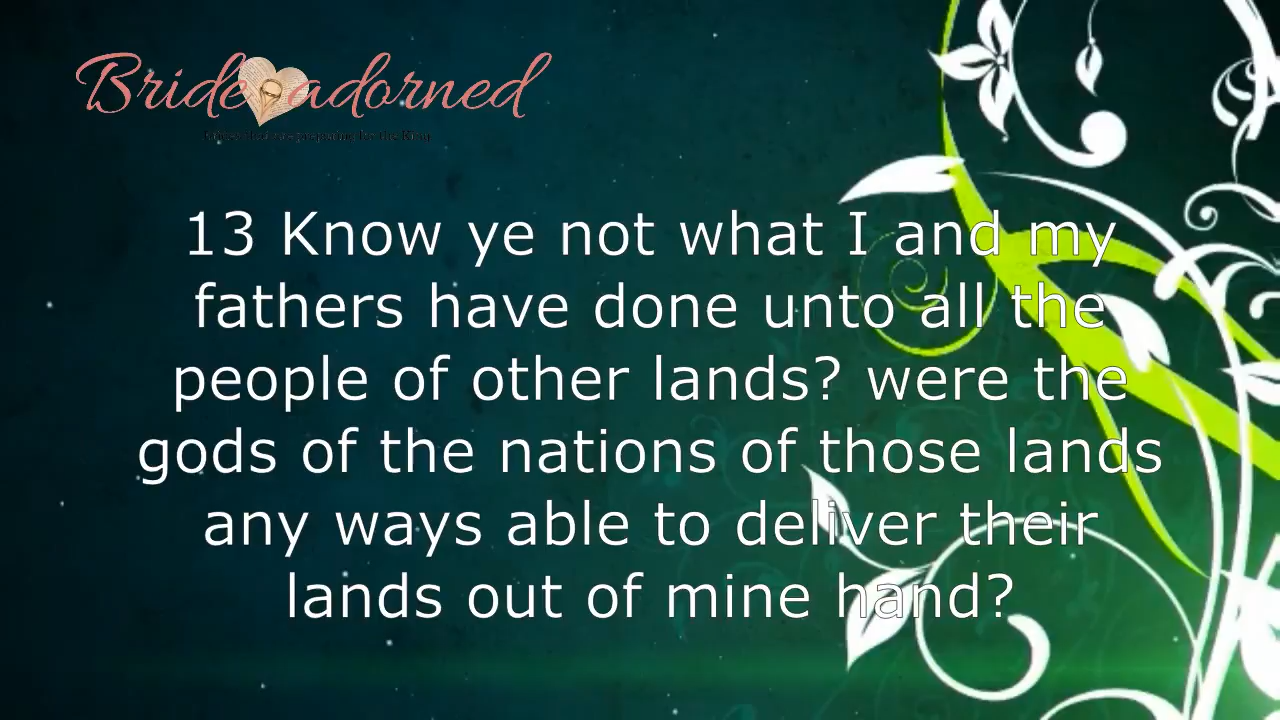 Bride adorned
13 Know ye not what I and my
fathers have done unto all the
people of other lands? were the
gods of the nations of those lands
any ways able to deliver their
lands out of mine hand?